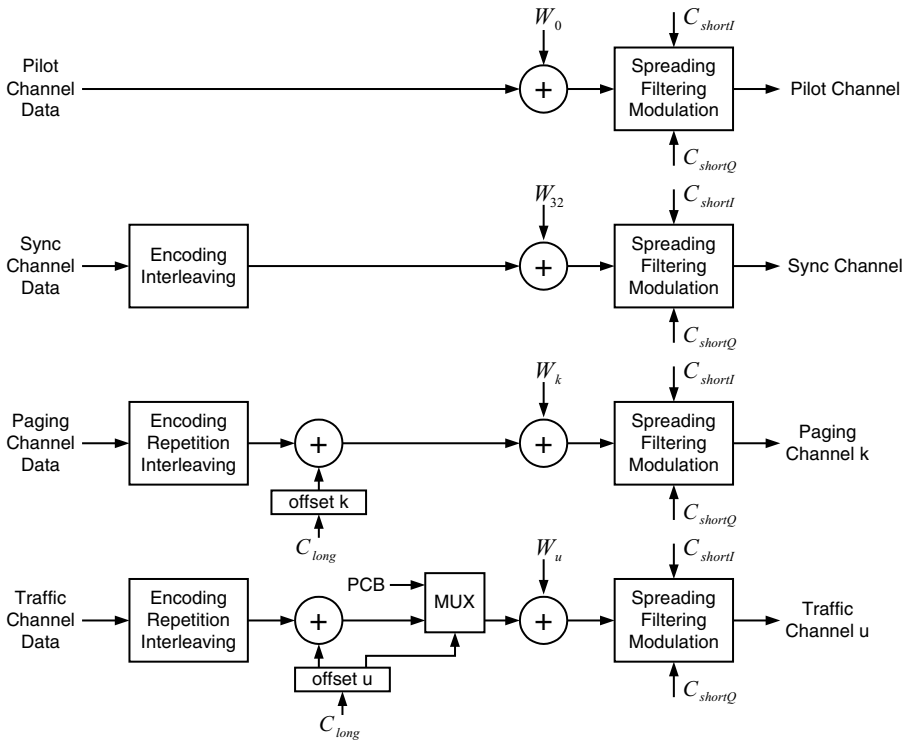 W0
CshortI
Pilot
Channel
Data
+
Spreading
Filtering
Modulation
Pilot Channel
CshortQ
W32
CshortI
Sync
Channel
Data
Encoding
Interleaving
+
Spreading
Filtering
Modulation
Sync Channel
CshortQ
Wk
CshortI
Paging
Channel
Data
Encoding
Repetition
Interleaving
+
+
Spreading
Filtering
Modulation
Paging
Channel k
offset k
Clong
CshortQ
Wu
CshortI
PCB
MUX
Traffic
Channel
Data
Encoding
Repetition
Interleaving
+
+
Spreading
Filtering
Modulation
Traffic
Channel u
offset u
Clong
CshortQ